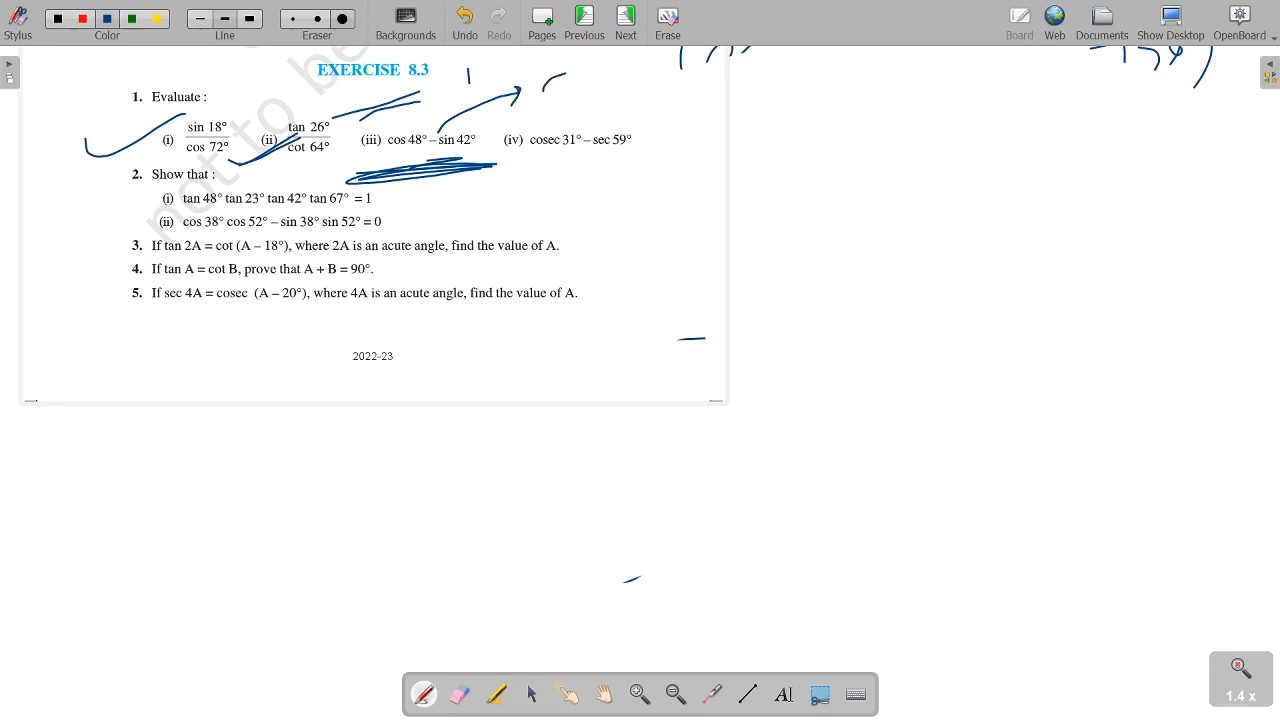 Stylus Color Line Eraser Backgrounds Undo Redo Pages Previous Next Erase Board Web Documents Show Desktop OpenBoard
EXERCISE 8.3
1. Evaluate :
(i) sin 18° / cos 72° (ii) tan 26° / cot 64° (iii) cos 48° – sin 42° (iv) cosec 31° – sec 59°
2. Show that :
(i) tan 48° tan 23° tan 42° tan 67° = 1
(ii) cos 38° cos 52° – sin 38° sin 52° = 0
3. If tan 2A = cot (A – 18°), where 2A is an acute angle, find the value of A.
4. If tan A = cot B, prove that A + B = 90°.
5. If sec 4A = cosec (A – 20°), where 4A is an acute angle, find the value of A.
2022-23
not to be
1.4 x